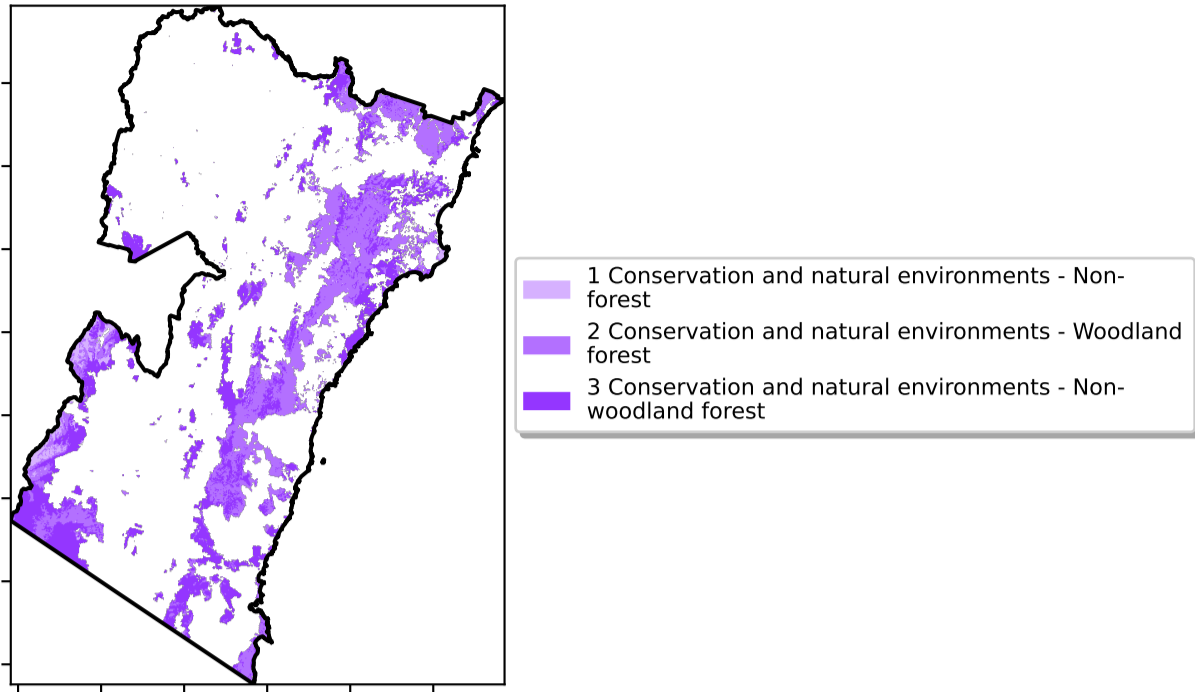 1 Conservation and natural environments - Non-
forest
2 Conservation and natural environments - Woodland
forest
3 Conservation and natural environments - Non-
woodland forest